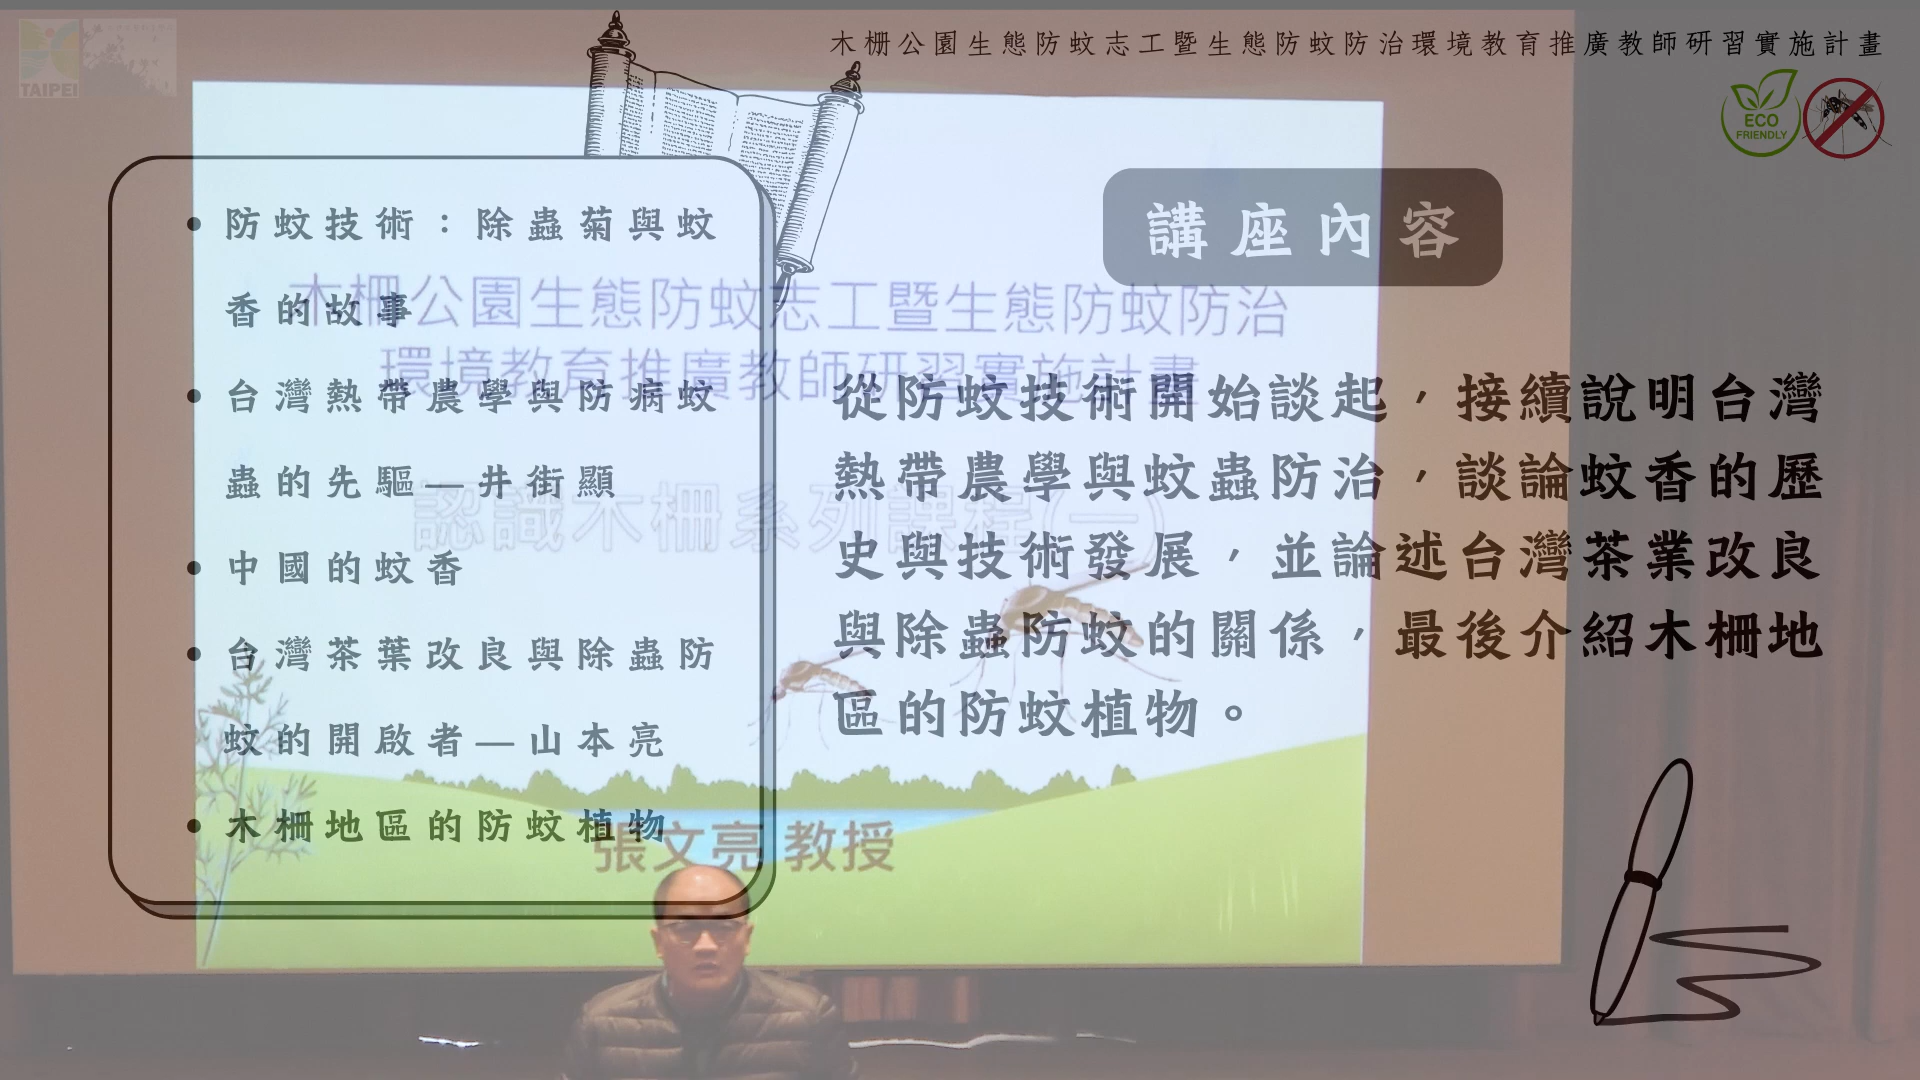 木柵公園生態防蚊志工暨生態防蚊防治環境教育推廣教師研習實施計畫
TAIPEI
ECO
FRIENDLY
講座內容
• 防蚊技術：除蟲菊與蚊
香的故事
• 台灣熱帶農學與防病蚊
蟲的先驅—井街顯
• 中國的蚊香
• 台灣茶葉改良與除蟲防
蚊的開啟者—山本亮
• 木柵地區的防蚊植物
從防蚊技術開始談起，接續說明台灣
熱帶農學與蚊蟲防治，談論蚊香的歷
史與技術發展，並論述台灣茶業改良
與除蟲防蚊的關係，最後介紹木柵地
區的防蚊植物。
木柵公園生態防蚊志工暨生態防蚊防治
環境教育推廣教師研習實施計畫
認識木柵系列課程(一)
張文亮 教授